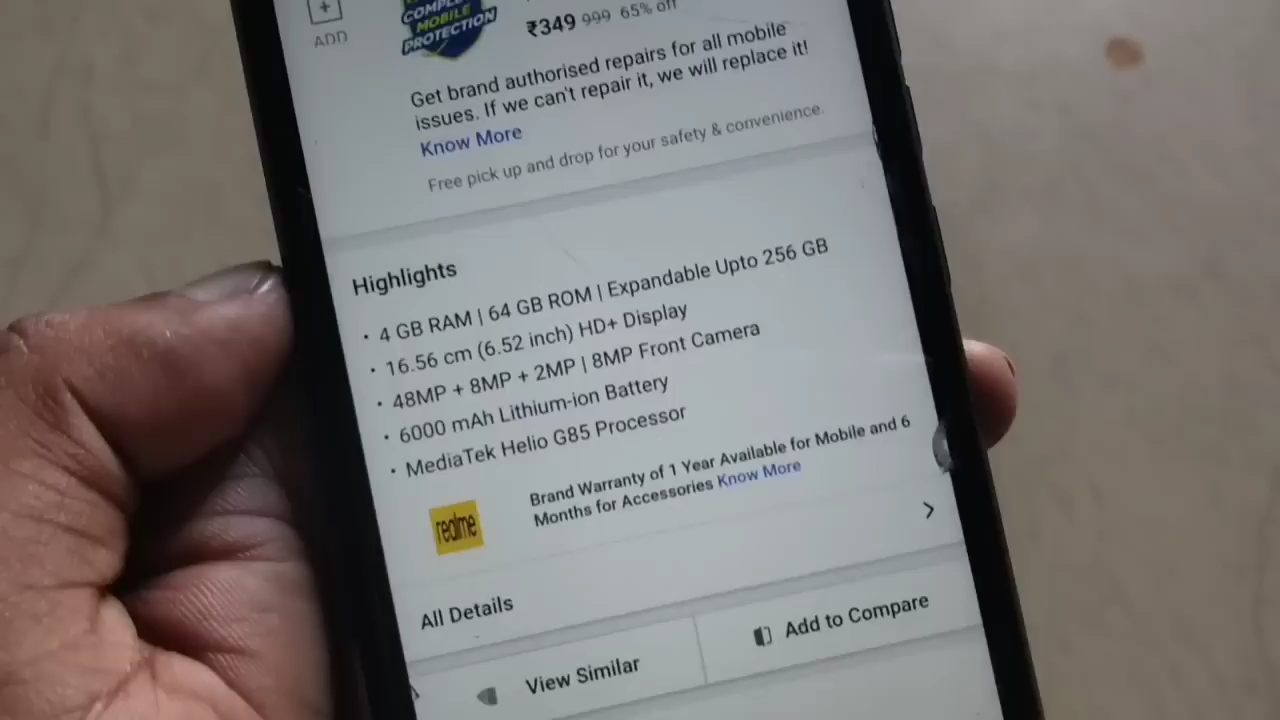 COMPLETE
MOBILE
PROTECTION
ADD
₹349 999 65% off
Get brand authorised repairs for all mobile
issues. If we can't repair it, we will replace it!
Know More
Free pick up and drop for your safety & convenience.
Highlights
• 4 GB RAM | 64 GB ROM | Expandable Upto 256 GB
• 16.56 cm (6.52 inch) HD+ Display
• 48MP + 8MP + 2MP | 8MP Front Camera
• 6000 mAh Lithium-ion Battery
• MediaTek Helio G85 Processor
realme
Brand Warranty of 1 Year Available for Mobile and 6
Months for Accessories Know More
All Details
View Similar
Add to Compare